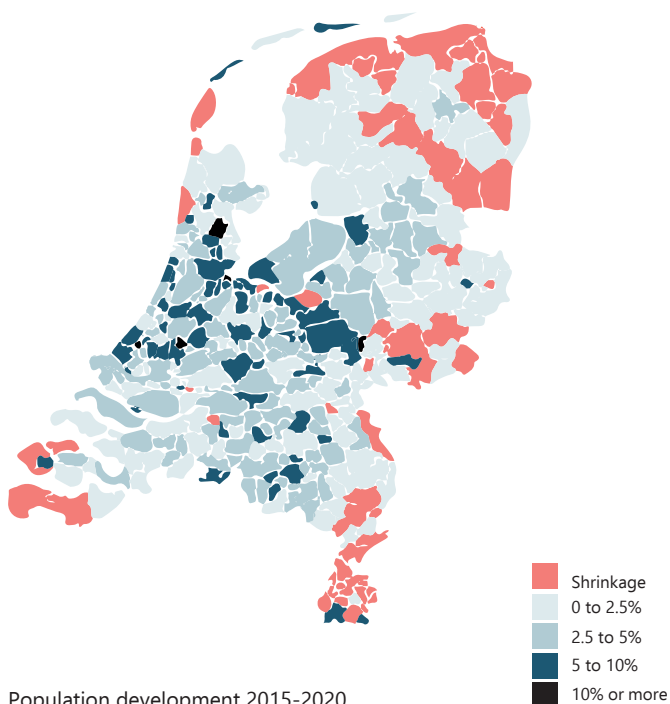 Shrinkage
0 to 2.5%
2.5 to 5%
5 to 10%
10% or more
Population development 2015-2020